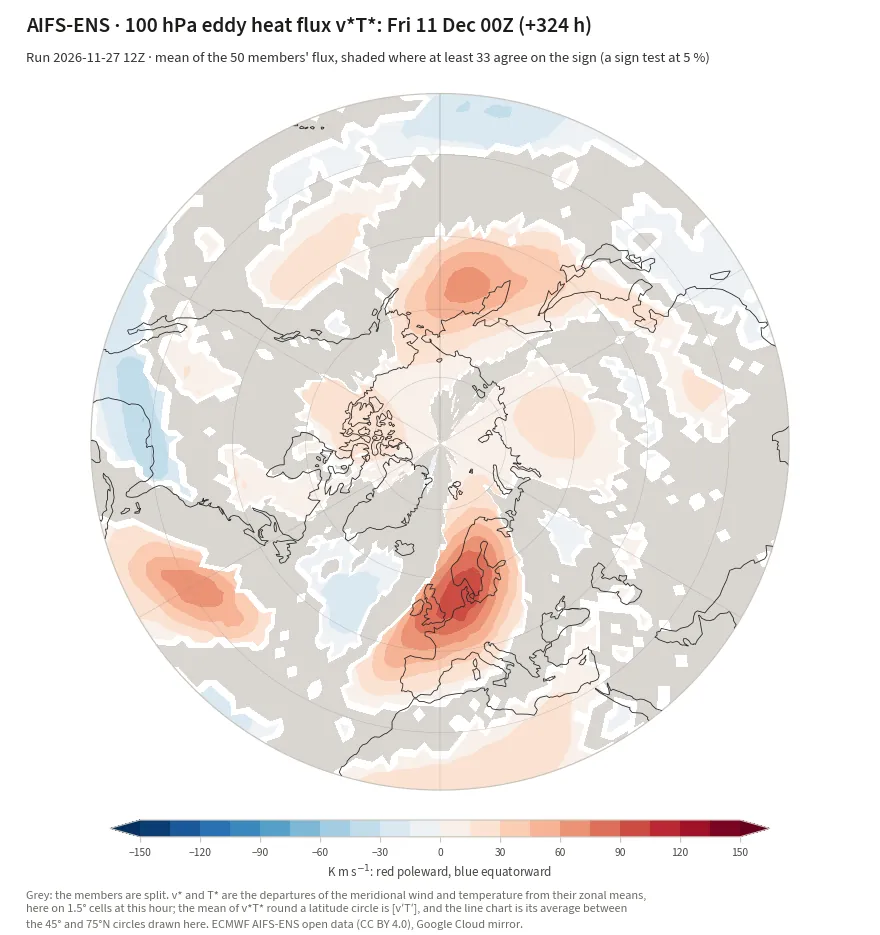 AIFS-ENS · 100 hPa eddy heat flux v*T*: Fri 11 Dec 00Z (+324 h)
Run 2026-11-27 12Z · mean of the 50 members' flux, shaded where at least 33 agree on the sign (a sign test at 5 %)
−150 −120 −90 −60 −30 0 30 60 90 120 150
K m s⁻¹: red poleward, blue equatorward
Grey: the members are split. v* and T* are the departures of the meridional wind and temperature from their zonal means,
here on 1.5° cells at this hour; the mean of v*T* round a latitude circle is [v'T'], and the line chart is its average between
the 45° and 75°N circles drawn here. ECMWF AIFS-ENS open data (CC BY 4.0), Google Cloud mirror.